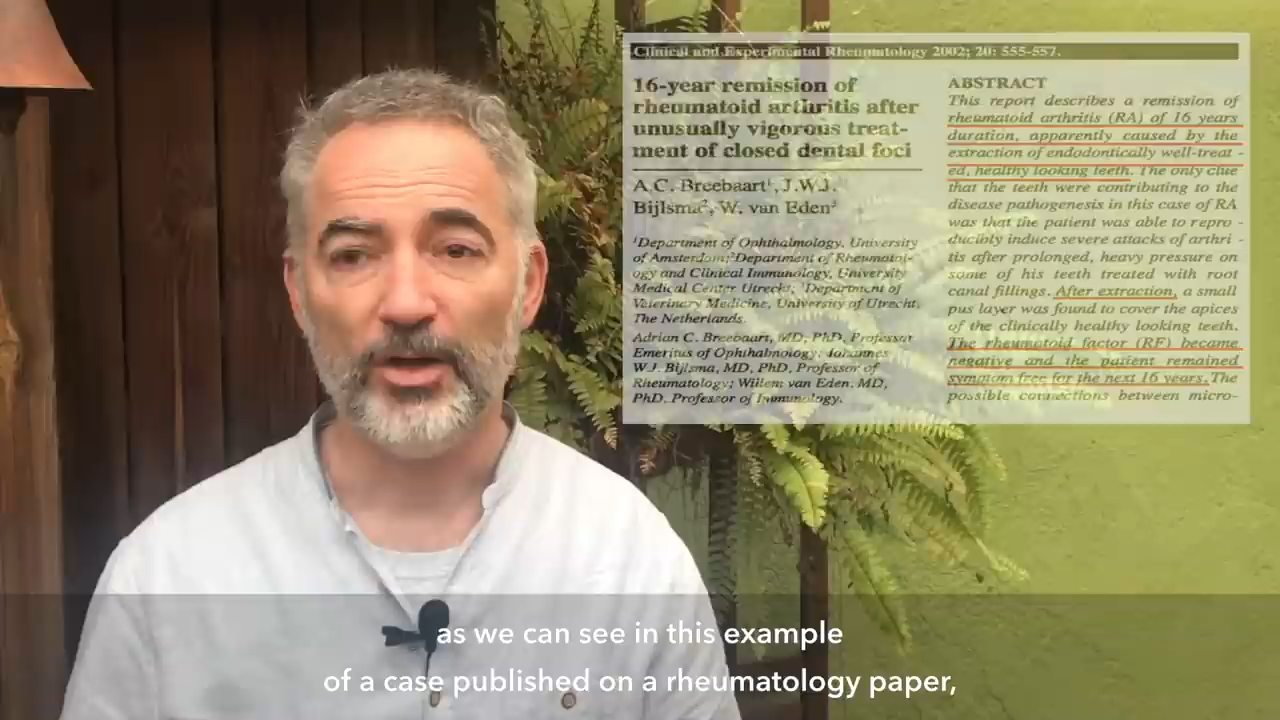 Clinical and Experimental Rheumatology 2002; 20: 555-557.
16-year remission of
rheumatoid arthritis after
unusually vigorous treat-
ment of closed dental foci
A.C. Breebaart¹, J.W.J.
Bijlsma², W. van Eden³
¹Department of Ophthalmology, University
of Amsterdam; ²Department of Rheumatol-
ogy and Clinical Immunology, University
Medical Center Utrecht; ³Department of
Veterinary Medicine, University of Utrecht,
The Netherlands.
Adrian C. Breebaart, MD, PhD, Professor
Emeritus of Ophthalmology; Johannes
W.J. Bijlsma, MD, PhD, Professor of
Rheumatology; Willem van Eden, MD,
PhD, Professor of Immunology.
ABSTRACT
This report describes a remission of
rheumatoid arthritis (RA) of 16 years
duration, apparently caused by the
extraction of endodontically well-treat -
ed, healthy looking teeth. The only clue
that the teeth were contributing to the
disease pathogenesis in this case of RA
was that the patient was able to repro -
ducibly induce severe attacks of arthri -
tis after prolonged, heavy pressure on
some of his teeth treated with root
canal fillings. After extraction, a small
pus layer was found to cover the apices
of the clinically healthy looking teeth.
The rheumatoid factor (RF) became
negative and the patient remained
symptom free for the next 16 years. The
possible connections between micro-
as we can see in this example
of a case published on a rheumatology paper,